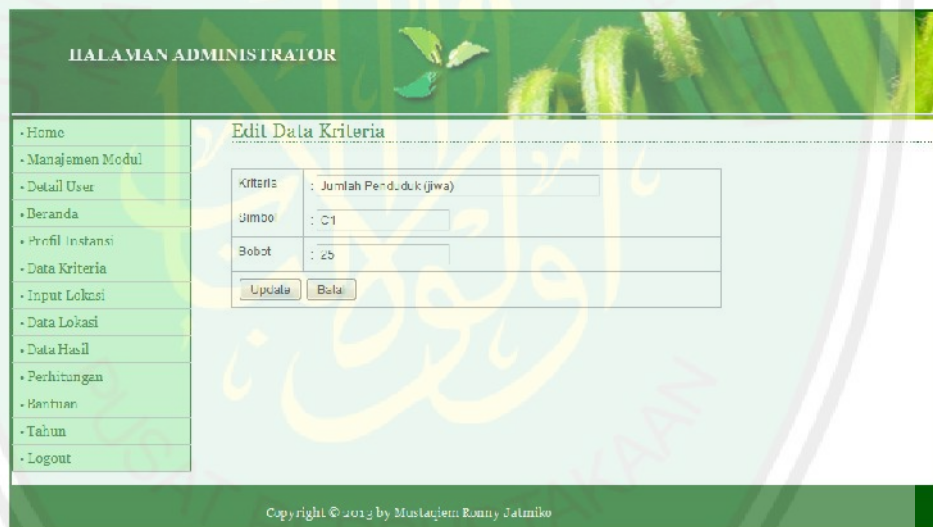 HALAMAN ADMINISTRATOR
• Home
• Manajemen Modul
• Detail User
• Beranda
• Profil Instansi
• Data Kriteria
• Input Lokasi
• Data Lokasi
• Data Hasil
• Perhitungan
• Bantuan
• Tahun
• Logout
Edit Data Kriteria
Kriteria : Jumlah Penduduk (jiwa)
Simbol : C1
Bobot : 25
Update Batal
Copyright © 2013 by Mustaqiem Ronny Jatmiko